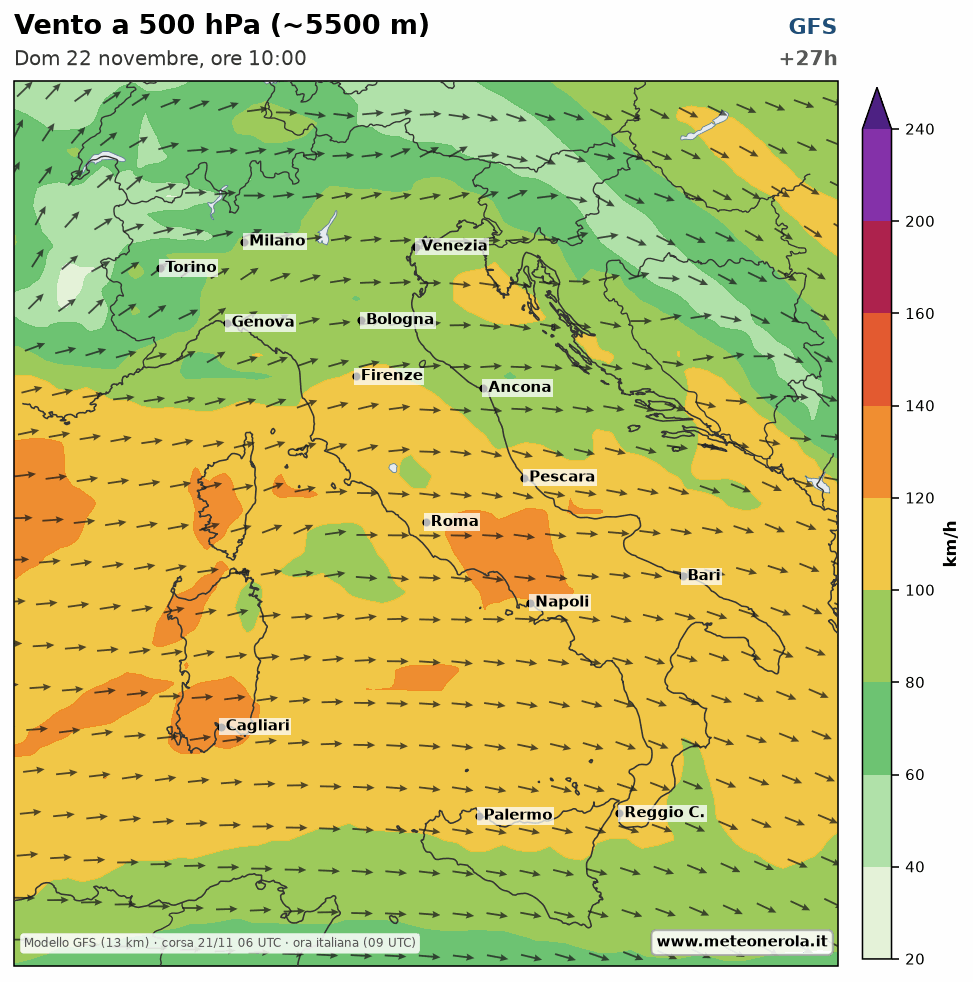 Vento a 500 hPa (~5500 m)
GFS
Dom 22 novembre, ore 10:00
+27h
Milano
Venezia
Torino
Genova
Bologna
Firenze
Ancona
Pescara
Roma
Bari
Napoli
Cagliari
Palermo
Reggio C.
Modello GFS (13 km) · corsa 21/11 06 UTC · ora italiana (09 UTC)
www.meteonerola.it
240
200
160
140
120
100
80
60
40
20
km/h